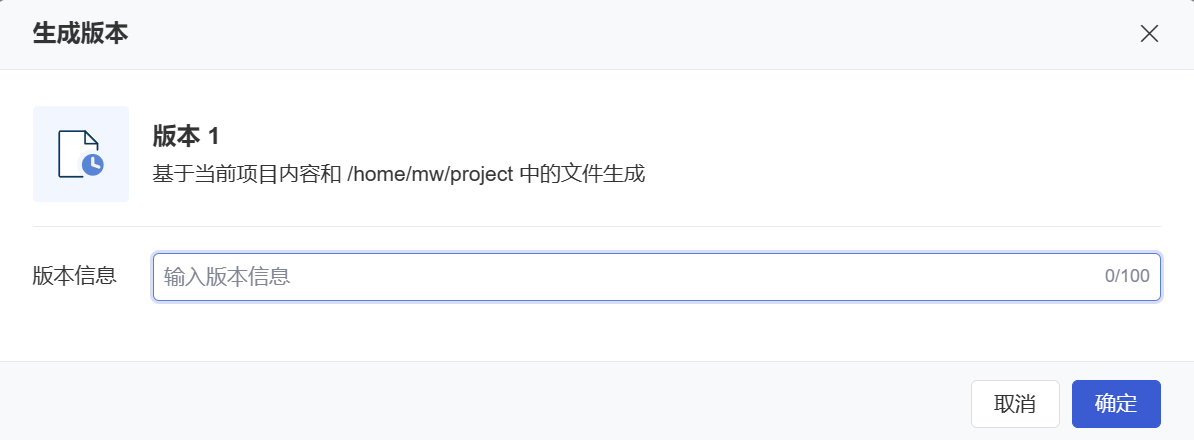 生成版本
版本 1
基于当前项目内容和 /home/mw/project 中的文件生成
版本信息 输入版本信息 0/100
取消 确定